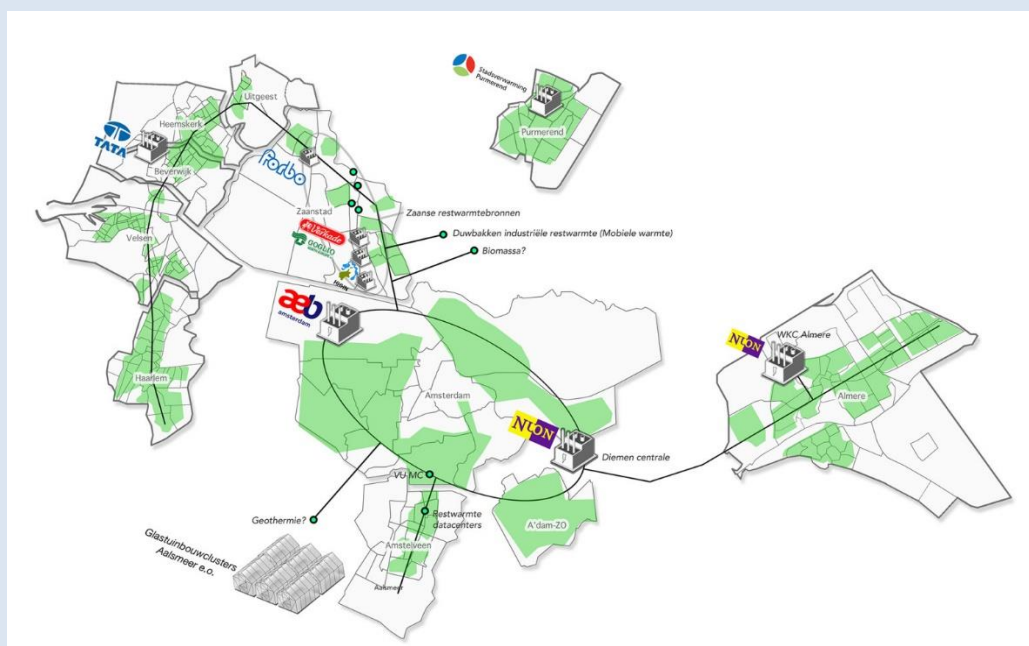 Stadsverwarming
Purmerend
Purmerend
Uitgeest
Heemskerk
TATA
Beverwijk
forbo
Velsen
Zaanstad
Zaanse restwarmtebronnen
Verkade
Duwbakken industriële restwarmte (Mobiele warmte)
Biomassa?
aeb
amsterdam
Haarlem
Amsterdam
NUON
WKC Almere
Almere
NUON
Diemen centrale
VU MC
Geothermie?
Restwarmte
datacenters
A'dam-ZO
Amstelveen
Glastuinbouwclusters
Aalsmeer e.o.
Aalsmeer